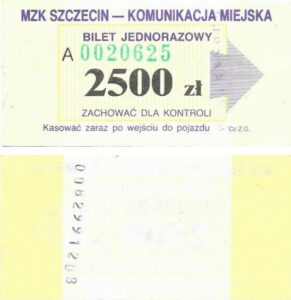 MZK SZCZECIN — KOMUNIKACJA MIEJSKA
BILET JEDNORAZOWY
A 0020625
2500 zł
ZACHOWAĆ DLA KONTROLI
Kasować zaraz po wejściu do pojazdu